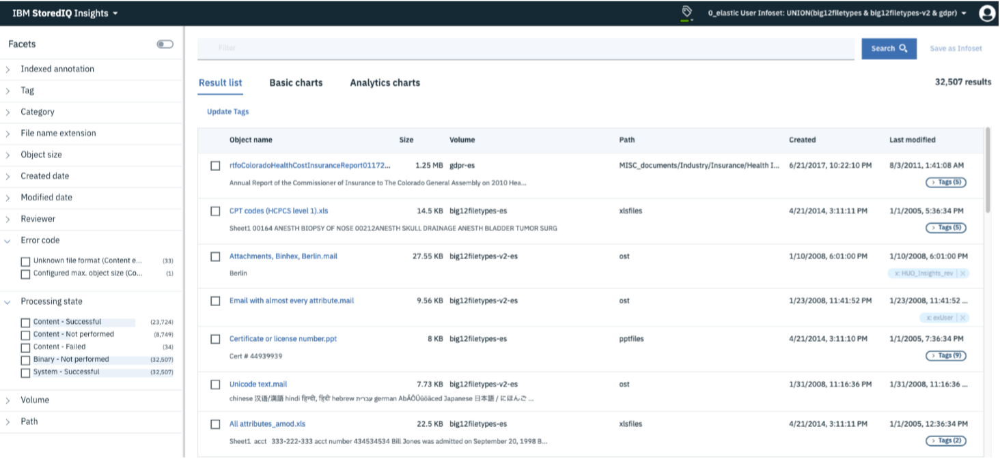 IBM StoredIQ Insights
0_elastic User Infoset: UNION(big12filetypes & big12filetypes-v2 & gdpr)
Facets
Indexed annotation
Tag
Category
File name extension
Object size
Created date
Modified date
Reviewer
Error code
Unknown file format (Content e... (33)
Configured max. object size (Co... (1)
Processing state
Content - Successful (23,724)
Content - Not performed (8,749)
Content - Failed (34)
Binary - Not performed (32,507)
System - Successful (32,507)
Volume
Path
Filter
Search
Save as Infoset
Result list Basic charts Analytics charts 32,507 results
Update Tags
Object name Size Volume Path Created Last modified
rtfoColoradoHealthCostInsuranceReport01172... 1.25 MB gdpr-es MISC_documents/Industry/Insurance/Health I... 6/21/2017, 10:22:10 PM 8/3/2011, 1:41:08 AM
Annual Report of the Commissioner of Insurance to The Colorado General Assembly on 2010 Hea... Tags (5)
CPT codes (HCPCS level 1).xls 14.5 KB big12filetypes-es xlsfiles 4/21/2014, 3:11:11 PM 1/1/2005, 5:36:34 PM
Sheet1 00164 ANESTH BIOPSY OF NOSE 00212ANESTH SKULL DRAINAGE ANESTH BLADDER TUMOR SURG Tags (5)
Attachments, Binhex, Berlin.mail 27.55 KB big12filetypes-v2-es ost 1/10/2008, 6:01:00 PM 1/10/2008, 6:01:00 PM
Berlin x: HUO_Insights_rev
Email with almost every attribute.mail 9.56 KB big12filetypes-v2-es ost 1/23/2008, 11:41:52 PM 1/23/2008, 11:41:52 ...
x: exUser
Certificate or license number.ppt 8 KB big12filetypes-es pptfiles 4/21/2014, 3:11:10 PM 1/1/2005, 7:36:34 PM
Cert # 44939939 Tags (9)
Unicode text.mail 7.73 KB big12filetypes-v2-es ost 1/31/2008, 11:16:36 PM 1/31/2008, 11:16:36 ...
chinese 汉语/漢語 hindi हिन्दी, हिंदी hebrew עברית german AbÄÖÜüöäced Japanese 日本語 / にほんご ...
All attributes_amod.xls 22.5 KB big12filetypes-es xlsfiles 4/21/2014, 3:11:11 PM 1/1/2005, 12:36:34 PM
Sheet1 acct 333-222-333 acct number 434534534 Bill Jones was admitted on September 20, 1998 B... Tags (2)